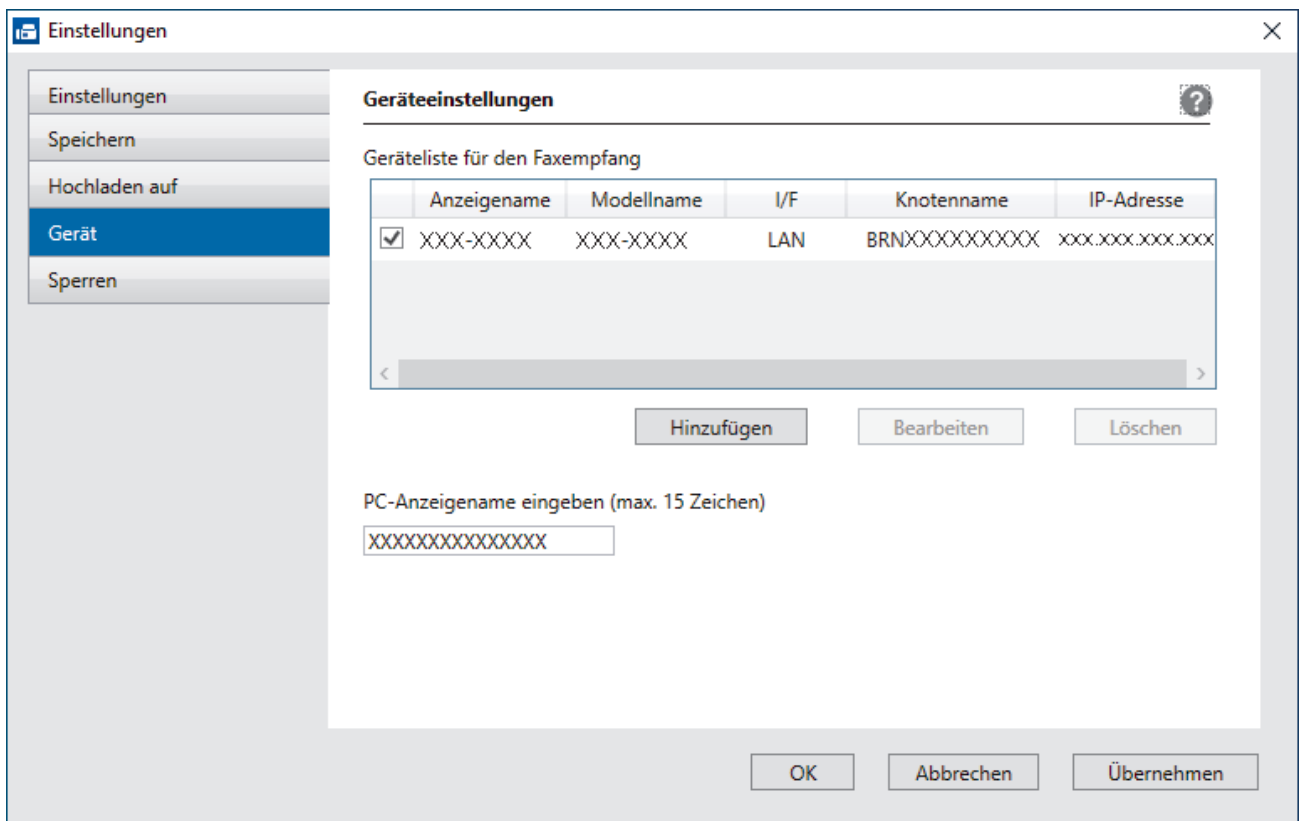 Einstellungen
Einstellungen
Speichern
Hochladen auf
Gerät
Sperren
Geräteeinstellungen
?
Geräteliste für den Faxempfang
Anzeigename Modellname I/F Knotenname IP-Adresse
XXX-XXXX XXX-XXXX LAN BRNXXXXXXXXX XXX.XXX.XXX.XXX
Hinzufügen Bearbeiten Löschen
PC-Anzeigename eingeben (max. 15 Zeichen)
XXXXXXXXXXXXXXX
OK Abbrechen Übernehmen